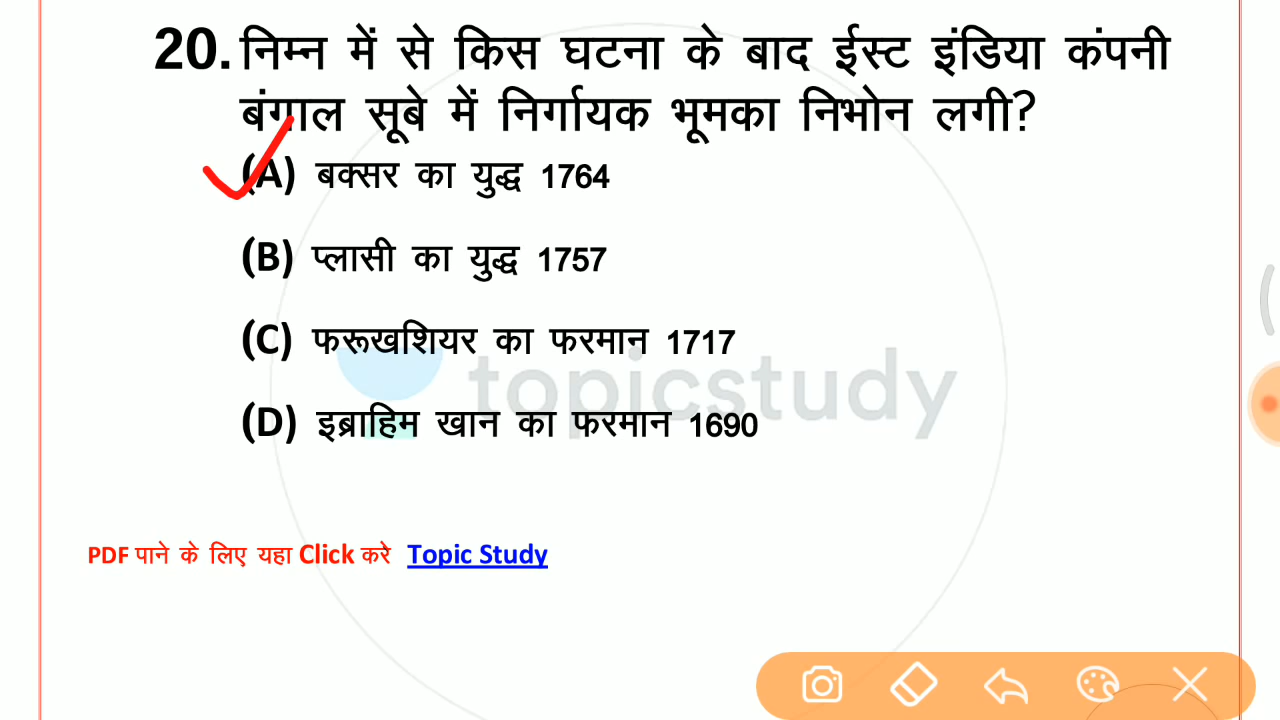 20. निम्न में से किस घटना के बाद ईस्ट इंडिया कंपनी
बंगाल सूबे में निर्गायक भूमका निभोन लगी?
(A) बक्सर का युद्ध 1764
(B) प्लासी का युद्ध 1757
(C) फरूखशियर का फरमान 1717
topicstudy
(D) इब्राहिम खान का फरमान 1690
PDF पाने के लिए यहा Click करे Topic Study